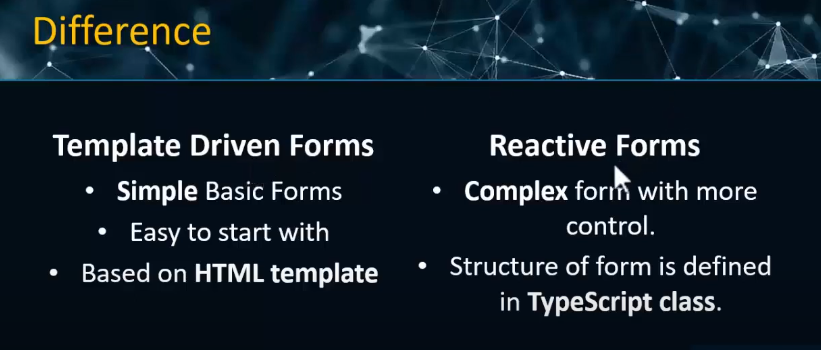 Difference
Template Driven Forms
• Simple Basic Forms
• Easy to start with
• Based on HTML template
Reactive Forms
• Complex form with more
control.
• Structure of form is defined
in TypeScript class.